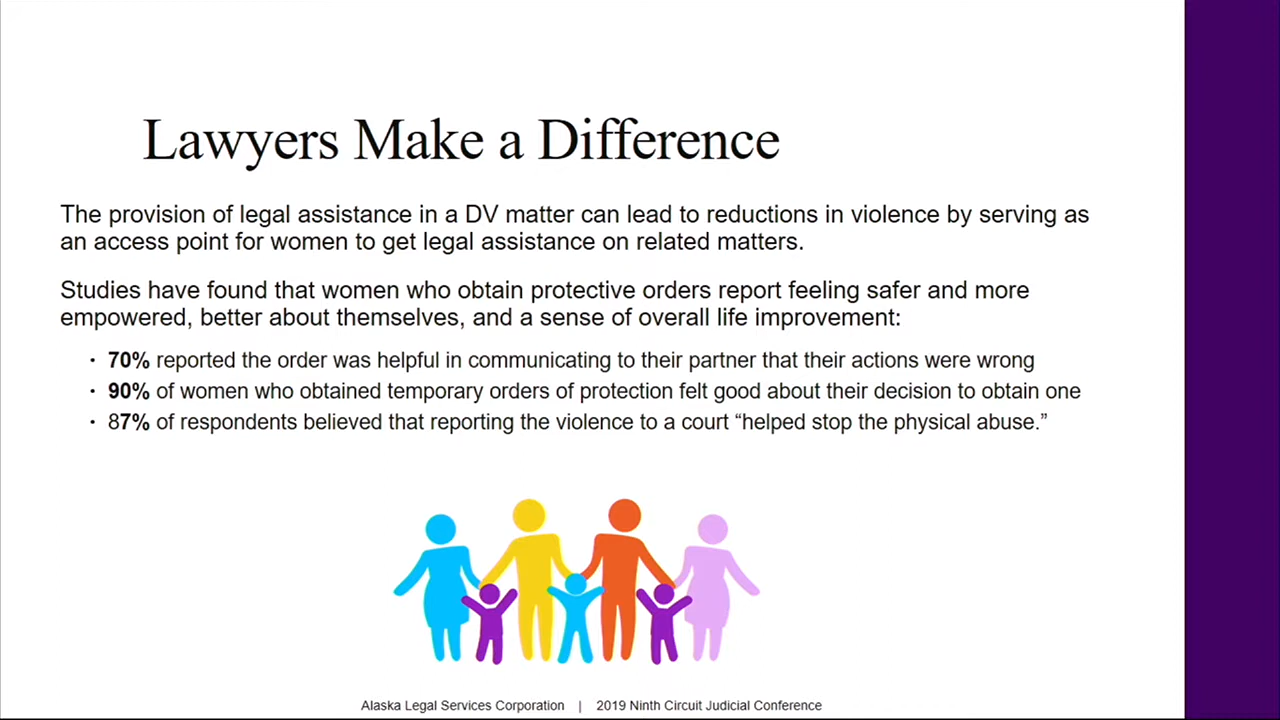 Lawyers Make a Difference
The provision of legal assistance in a DV matter can lead to reductions in violence by serving as
an access point for women to get legal assistance on related matters.
Studies have found that women who obtain protective orders report feeling safer and more
empowered, better about themselves, and a sense of overall life improvement:
• 70% reported the order was helpful in communicating to their partner that their actions were wrong
• 90% of women who obtained temporary orders of protection felt good about their decision to obtain one
• 87% of respondents believed that reporting the violence to a court “helped stop the physical abuse.”
Alaska Legal Services Corporation | 2019 Ninth Circuit Judicial Conference